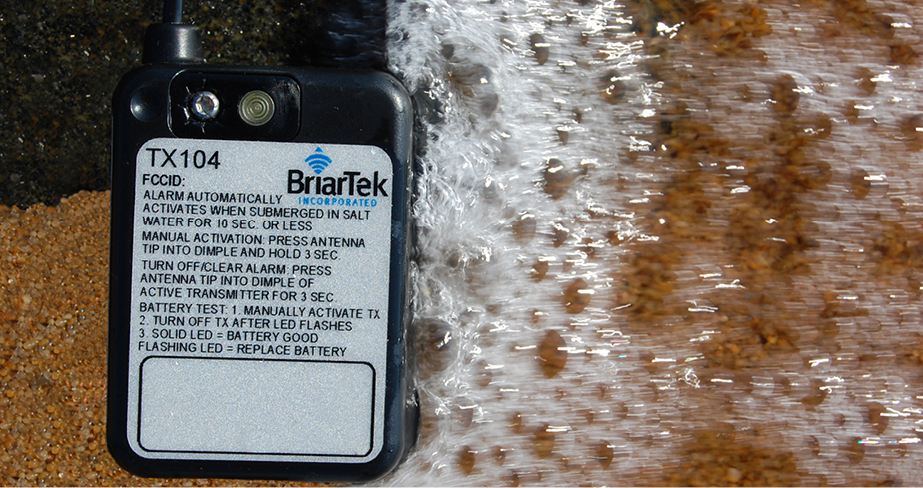 TX104
BriarTek
INCORPORATED
FCCID:
ALARM AUTOMATICALLY
ACTIVATES WHEN SUBMERGED IN SALT
WATER FOR 10 SEC. OR LESS
MANUAL ACTIVATION: PRESS ANTENNA
TIP INTO DIMPLE AND HOLD 3 SEC.
TURN OFF/CLEAR ALARM: PRESS
ANTENNA TIP INTO DIMPLE OF
ACTIVE TRANSMITTER FOR 3 SEC.
BATTERY TEST: 1. MANUALLY ACTIVATE TX
2. TURN OFF TX AFTER LED FLASHES
3. SOLID LED = BATTERY GOOD
FLASHING LED = REPLACE BATTERY